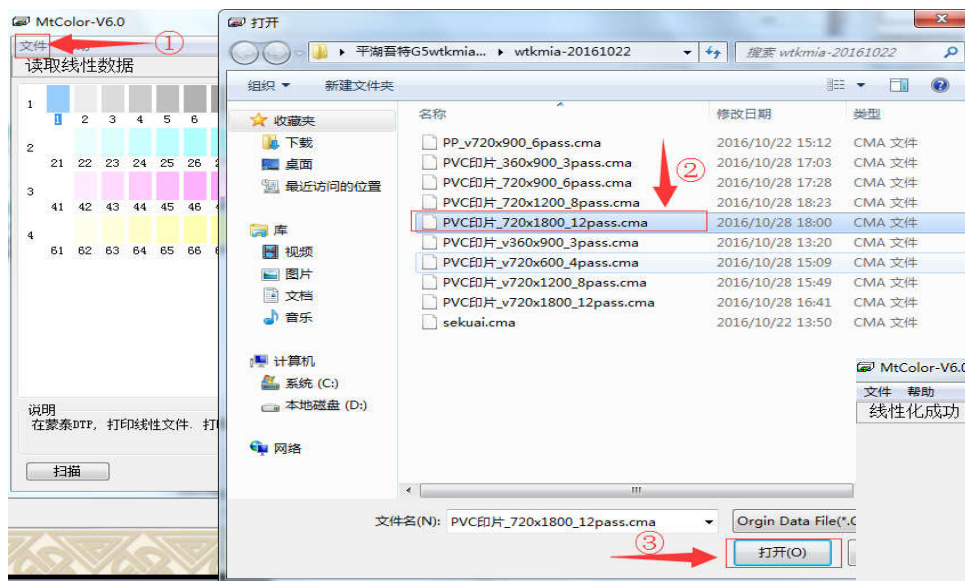 MtColor-V6.0
文件
①
读取线性数据
1
1 2 3 4 5 6
2
21 22 23 24 25 26
3
41 42 43 44 45 46
4
61 62 63 64 65 66
说明
在蒙泰DTP, 打印线性文件.
扫描
打开
平湖吾特G5wtkmia... ▸ wtkmia-20161022
搜索 wtkmia-20161022
组织 新建文件夹
收藏夹
下载
桌面
最近访问的位置
库
视频
图片
文档
音乐
计算机
系统 (C:)
本地磁盘 (D:)
网络
名称 修改日期 类型
PP_v720x900_6pass.cma 2016/10/22 15:12 CMA 文件
PVC印片_360x900_3pass.cma 2016/10/28 17:03 CMA 文件
PVC印片_720x900_6pass.cma 2016/10/28 17:28 CMA 文件
PVC印片_720x1200_8pass.cma 2016/10/28 18:23 CMA 文件
PVC印片_720x1800_12pass.cma 2016/10/28 18:00 CMA 文件
PVC印片_v360x900_3pass.cma 2016/10/28 13:20 CMA 文件
PVC印片_v720x600_4pass.cma 2016/10/28 15:09 CMA 文件
PVC印片_v720x1200_8pass.cma 2016/10/28 15:49 CMA 文件
PVC印片_v720x1800_12pass.cma 2016/10/28 16:41 CMA 文件
sekuai.cma 2016/10/22 13:50 CMA 文件
②
文件名(N): PVC印片_720x1800_12pass.cma
Orgin Data File(*.C
③
打开(O)
MtColor-V6.0
文件 帮助
线性化成功